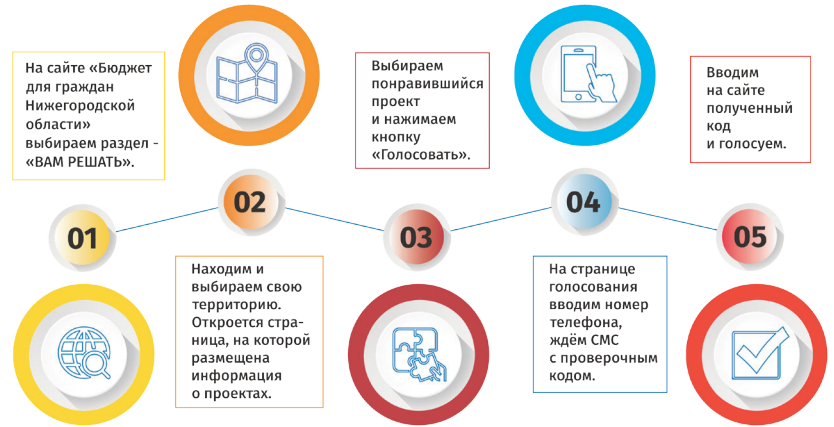 На сайте «Бюджет
для граждан
Нижегородской
области»
выбираем раздел -
«ВАМ РЕШАТЬ».
01
02
Находим и
выбираем свою
территорию.
Откроется стра-
ница, на которой
размещена
информация
о проектах.
Выбираем
понравившийся
проект
и нажимаем
кнопку
«Голосовать».
03
04
На странице
голосования
вводим номер
телефона,
ждём СМС
с проверочным
кодом.
Вводим
на сайте
полученный
код
и голосуем.
05